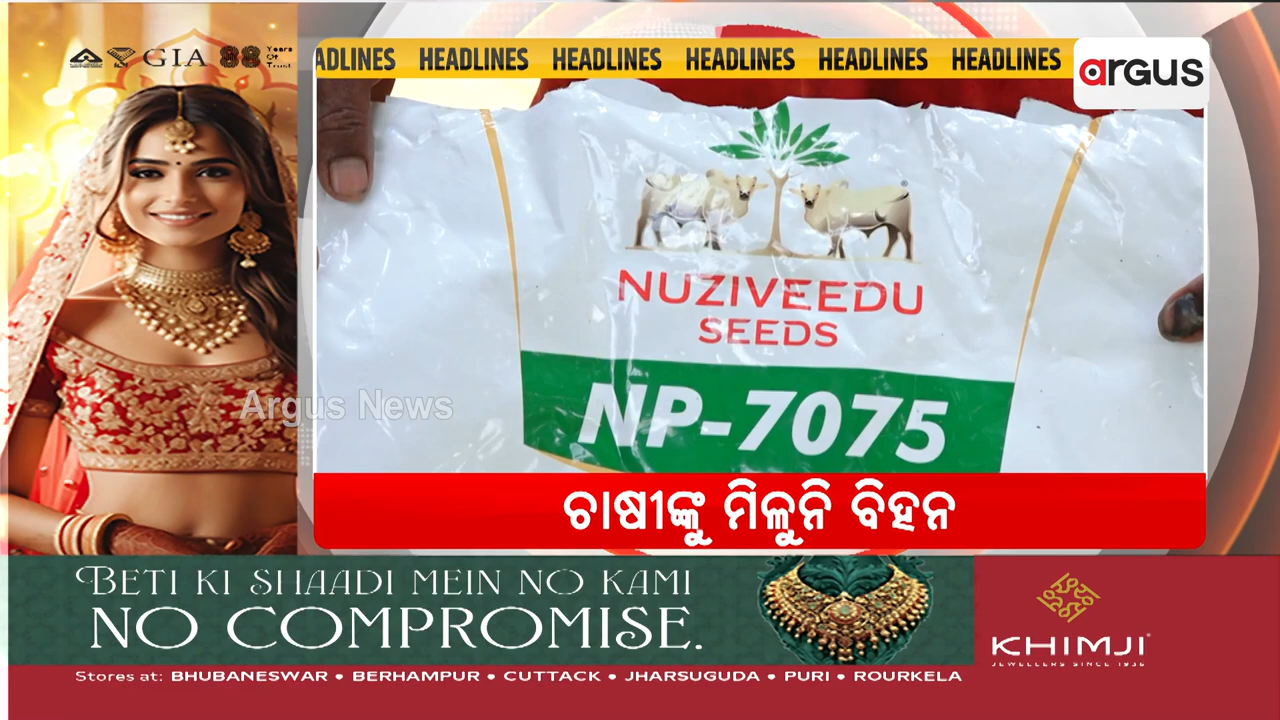 GIA 88 Years Of Trust
ADLINES HEADLINES HEADLINES HEADLINES HEADLINES HEADLINES
argus
NUZIVEEDU
SEEDS
NP-7075
Argus News
ଚାଷୀଙ୍କୁ ମିଳୁନି ବିହନ
BETI KI SHAADI MEIN NO KAMI
NO COMPROMISE.
KHIMJI
JEWELLERS SINCE 1936
Stores at: BHUBANESWAR • BERHAMPUR • CUTTACK • JHARSUGUDA • PURI • ROURKELA